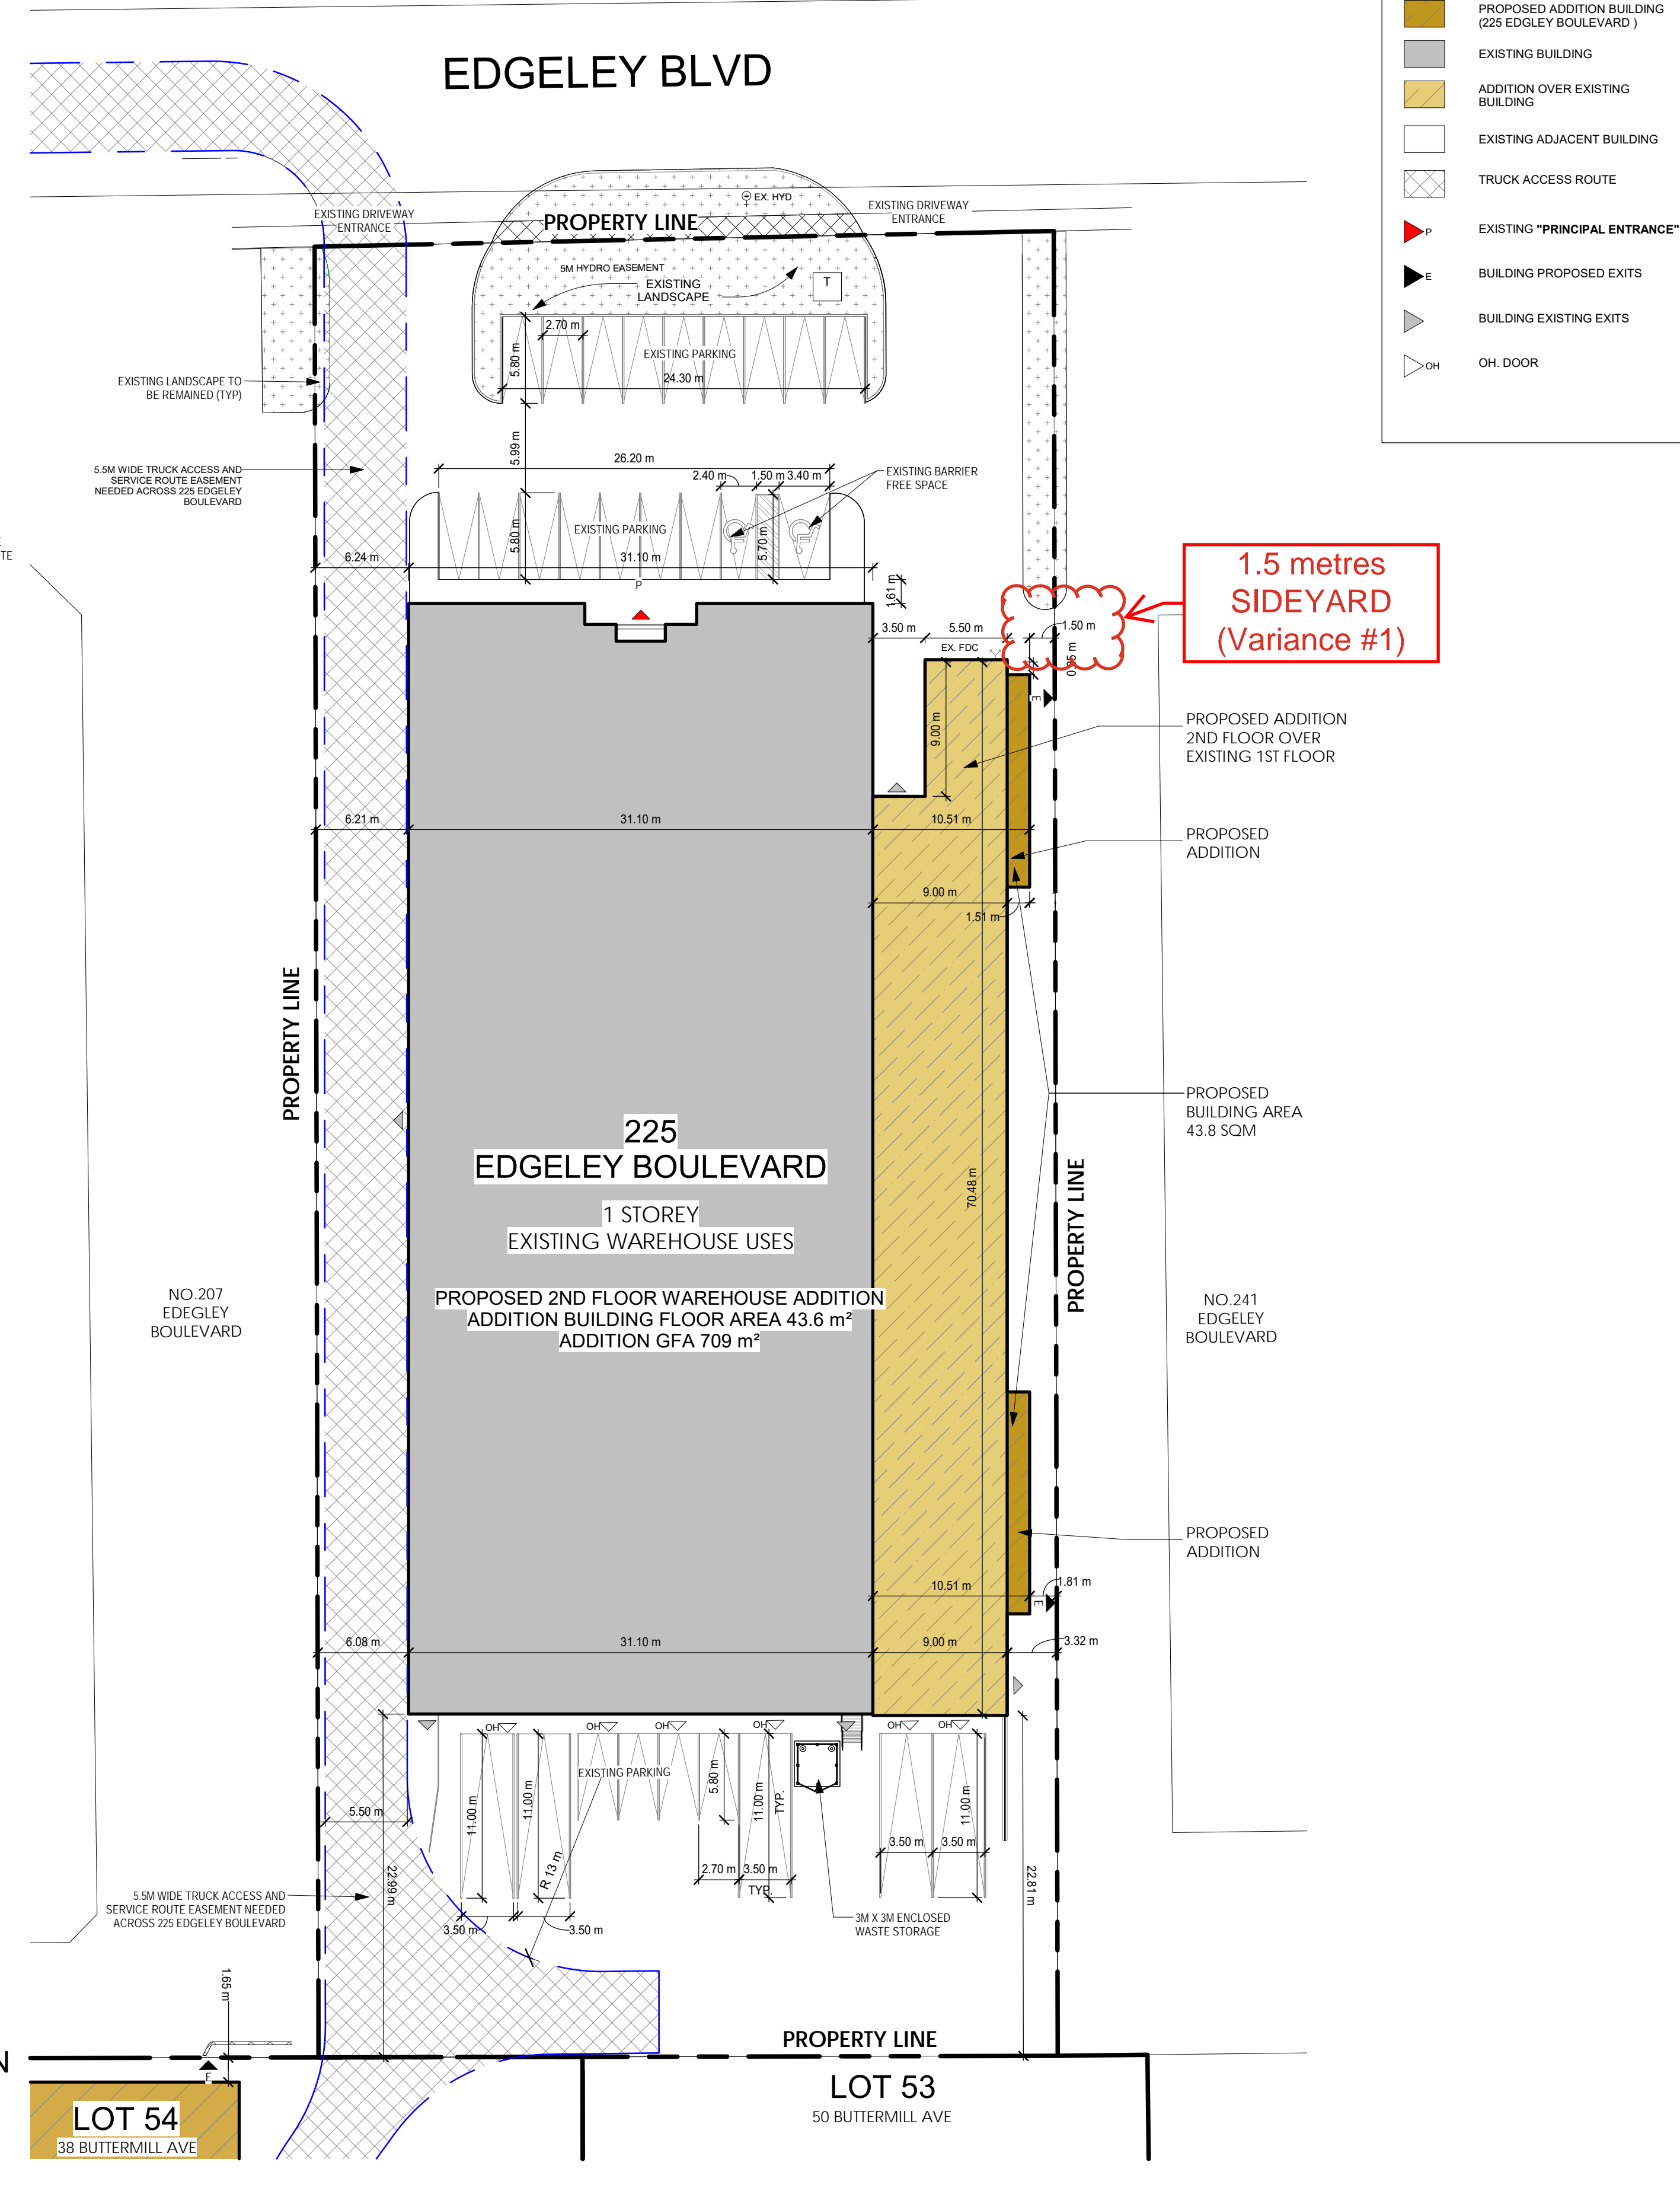 PROPOSED ADDITION BUILDING
(225 EDGLEY BOULEVARD )
EXISTING BUILDING
ADDITION OVER EXISTING
BUILDING
EXISTING ADJACENT BUILDING
TRUCK ACCESS ROUTE
P
EXISTING "PRINCIPAL ENTRANCE"
E
BUILDING PROPOSED EXITS
BUILDING EXISTING EXITS
OH
OH. DOOR
EDGELEY BLVD
EX. HYD
EXISTING DRIVEWAY
ENTRANCE
PROPERTY LINE
EXISTING DRIVEWAY
ENTRANCE
5M HYDRO EASEMENT
EXISTING
LANDSCAPE
T
2.70 m
5.80 m
EXISTING PARKING
24.30 m
EXISTING LANDSCAPE TO
BE REMAINED (TYP)
5.99 m
26.20 m
2.40 m
1.50 m
3.40 m
EXISTING BARRIER
FREE SPACE
5.5M WIDE TRUCK ACCESS AND
SERVICE ROUTE EASEMENT
NEEDED ACROSS 225 EDGELEY
BOULEVARD
E
TE
5.80 m
EXISTING PARKING
5.70 m
6.24 m
31.10 m
P
1.61 m
1.5 metres
SIDEYARD
(Variance #1)
3.50 m
5.50 m
1.50 m
EX. FDC
E
9.00 m
PROPOSED ADDITION
2ND FLOOR OVER
EXISTING 1ST FLOOR
6.21 m
31.10 m
10.51 m
PROPOSED
ADDITION
9.00 m
1.51 m
PROPERTY LINE
225
EDGELEY BOULEVARD
1 STOREY
EXISTING WAREHOUSE USES
PROPOSED 2ND FLOOR WAREHOUSE ADDITION
ADDITION BUILDING FLOOR AREA 43.6 m²
ADDITION GFA 709 m²
70.48 m
PROPOSED
BUILDING AREA
43.8 SQM
PROPERTY LINE
NO.207
EDEGLEY
BOULEVARD
NO.241
EDGELEY
BOULEVARD
PROPOSED
ADDITION
10.51 m
1.81 m
E
6.08 m
31.10 m
9.00 m
3.32 m
OH
OH
OH
OH
OH
OH
EXISTING PARKING
5.80 m
11.00 m
11.00 m
11.00 m
TYP.
11.00 m
5.50 m
3.50 m
3.50 m
R 13 m
2.70 m
3.50 m
TYP.
22.99 m
22.81 m
5.5M WIDE TRUCK ACCESS AND
SERVICE ROUTE EASEMENT NEEDED
ACROSS 225 EDGELEY BOULEVARD
3.50 m
3.50 m
3M X 3M ENCLOSED
WASTE STORAGE
1.65 m
PROPERTY LINE
N
E
LOT 54
38 BUTTERMILL AVE
LOT 53
50 BUTTERMILL AVE